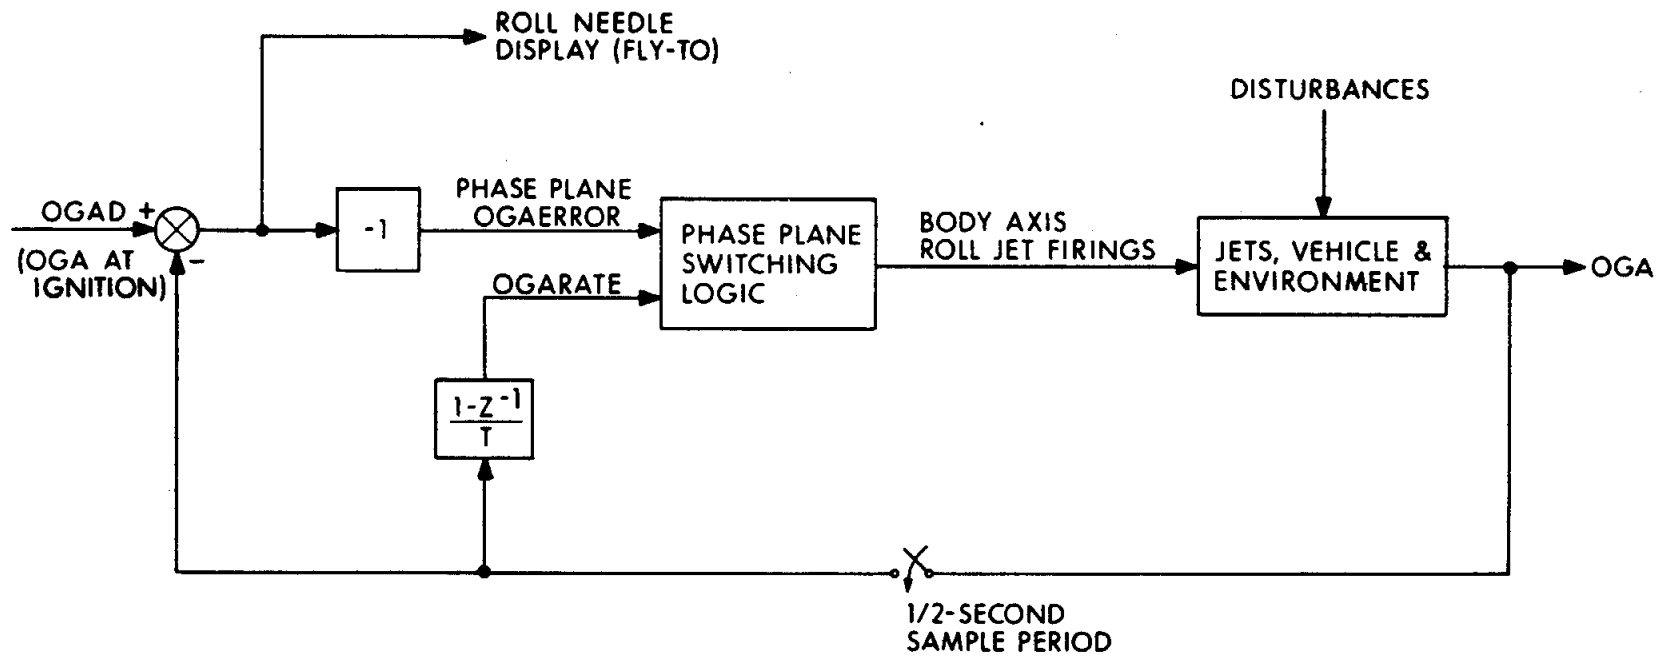 ROLL NEEDLE
DISPLAY (FLY-TO)
DISTURBANCES
OGAD +
-
(OGA AT
IGNITION)
-1
PHASE PLANE
OGAERROR
OGARATE
PHASE PLANE
SWITCHING
LOGIC
BODY AXIS
ROLL JET FIRINGS
JETS, VEHICLE &
ENVIRONMENT
OGA
1-Z⁻¹
T
1/2-SECOND
SAMPLE PERIOD